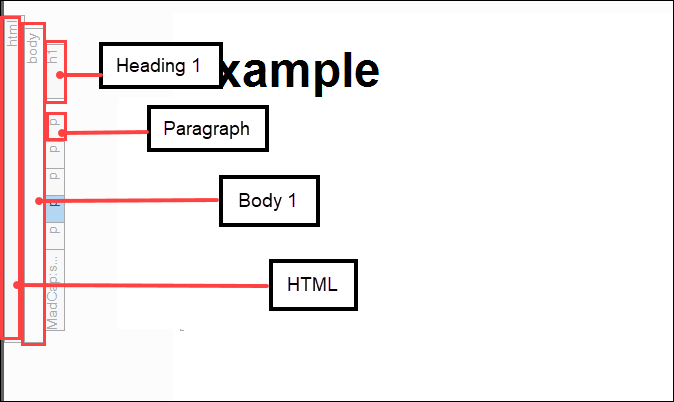 html
body
h1
Heading 1
xample
p
Paragraph
p
p
p
Body 1
p
MadCap:s...
HTML